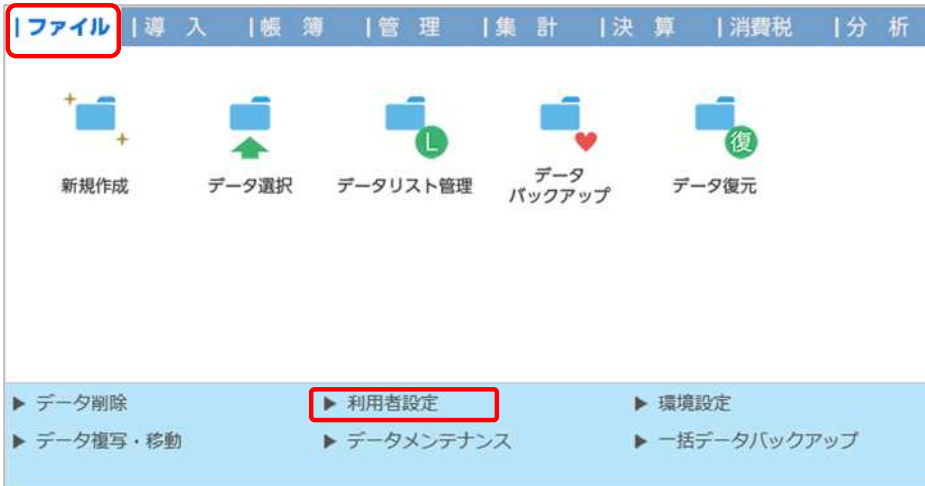 |ファイル |導 入 |帳 簿 |管 理 |集 計 |決 算 |消費税 |分 析
L 復
新規作成 データ選択 データリスト管理 データ データ復元
バックアップ
▶ データ削除 ▶ 利用者設定 ▶ 環境設定
▶ データ複写・移動 ▶ データメンテナンス ▶ 一括データバックアップ